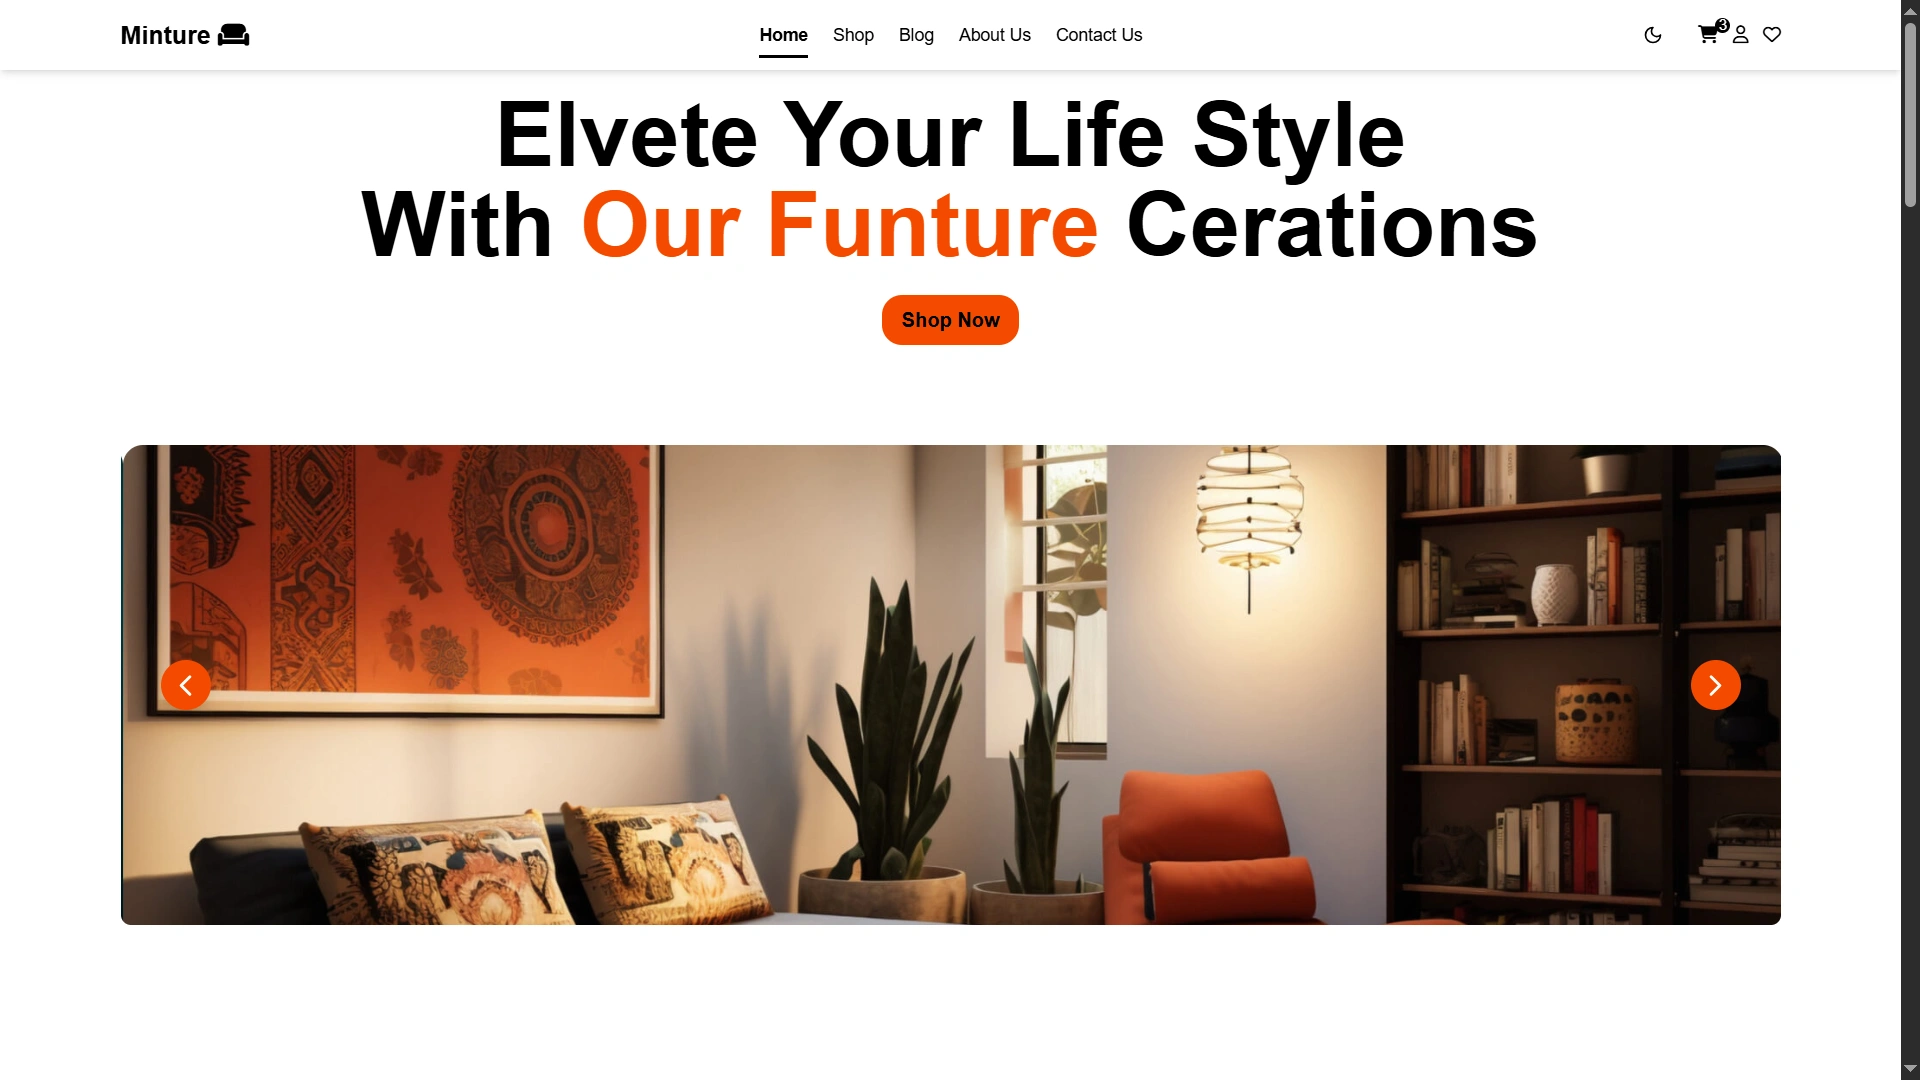 Minture
Home
Shop
Blog
About Us
Contact Us
3
Elvete Your Life Style
With Our Funture Cerations
Shop Now